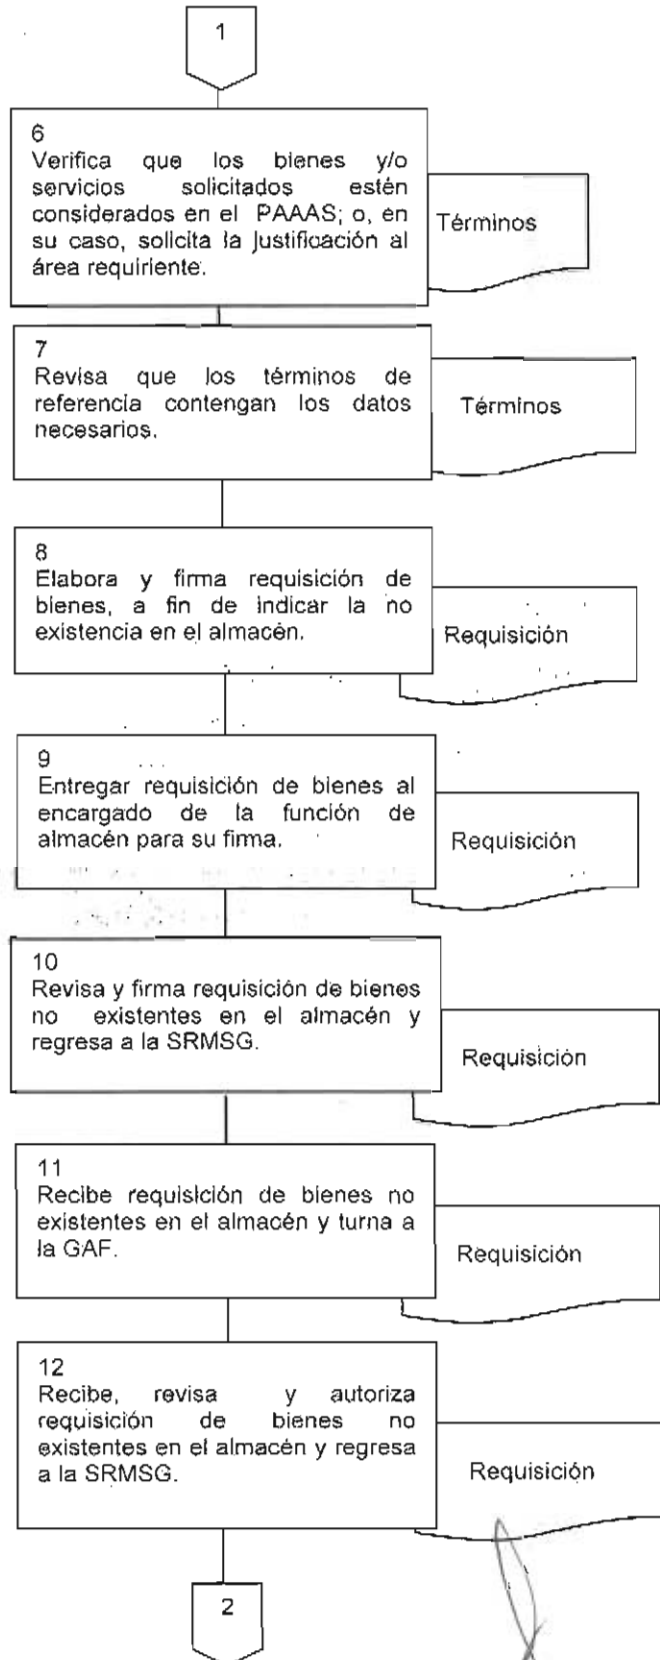 1
6
Verifica que los bienes y/o
servicios solicitados estén
considerados en el PAAAS; o, en
su caso, solicita la justificación al
área requiriente.
Términos
7
Revisa que los términos de
referencia contengan los datos
necesarios.
Términos
8
Elabora y firma requisición de
bienes, a fin de indicar la no
existencia en el almacén.
Requisición
9
Entregar requisición de bienes al
encargado de la función de
almacén para su firma.
Requisición
10
Revisa y firma requisición de bienes
no existentes en el almacén y
regresa a la SRMSG.
Requisición
11
Recibe requisición de bienes no
existentes en el almacén y turna a
la GAF.
Requisición
12
Recibe, revisa y autoriza
requisición de bienes no
existentes en el almacén y regresa
a la SRMSG.
Requisición
2